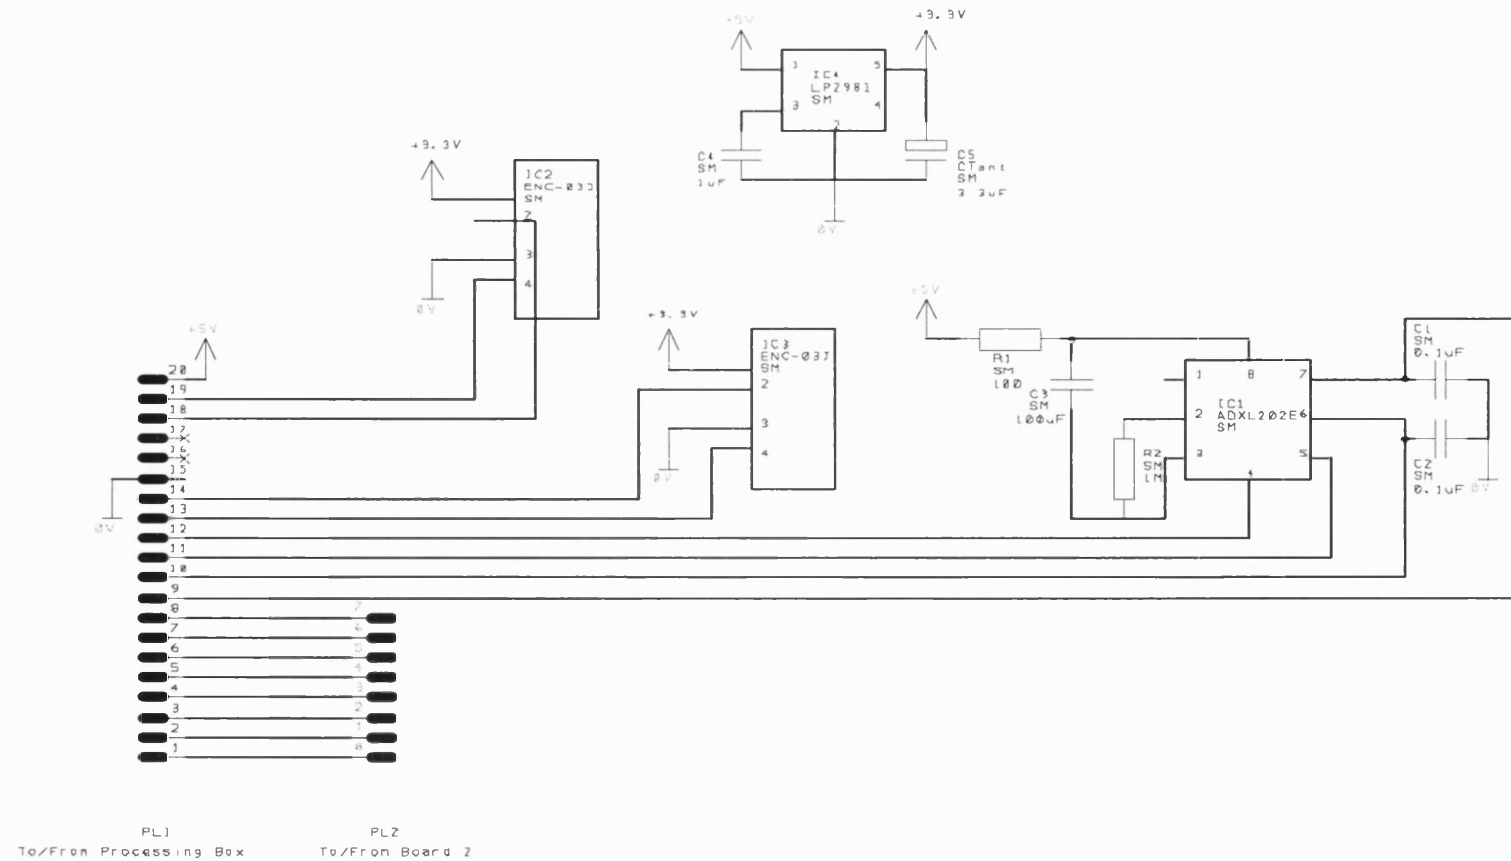 +5V
+3.3V
1
5
IC4
LP2981
SM
3
4
2
C4
SM
1uF
C5
CTant
SM
3.3uF
0V
+3.3V
IC2
ENC-03J
SM
2
3
4
0V
+3.3V
IC3
ENC-03J
SM
2
3
4
0V
+5V
R1
SM
100
C3
SM
100uF
R2
SM
1M
1
8
7
IC1
2
ADXL202E
6
SM
3
5
4
C1
SM
0.1uF
C2
SM
0.1uF
0V
+5V
20
19
18
17
16
15
14
13
12
11
10
9
8
7
6
5
4
3
2
1
0V
7
6
5
4
3
2
1
0
PL1
To/From Processing Box
PL2
To/From Board 2